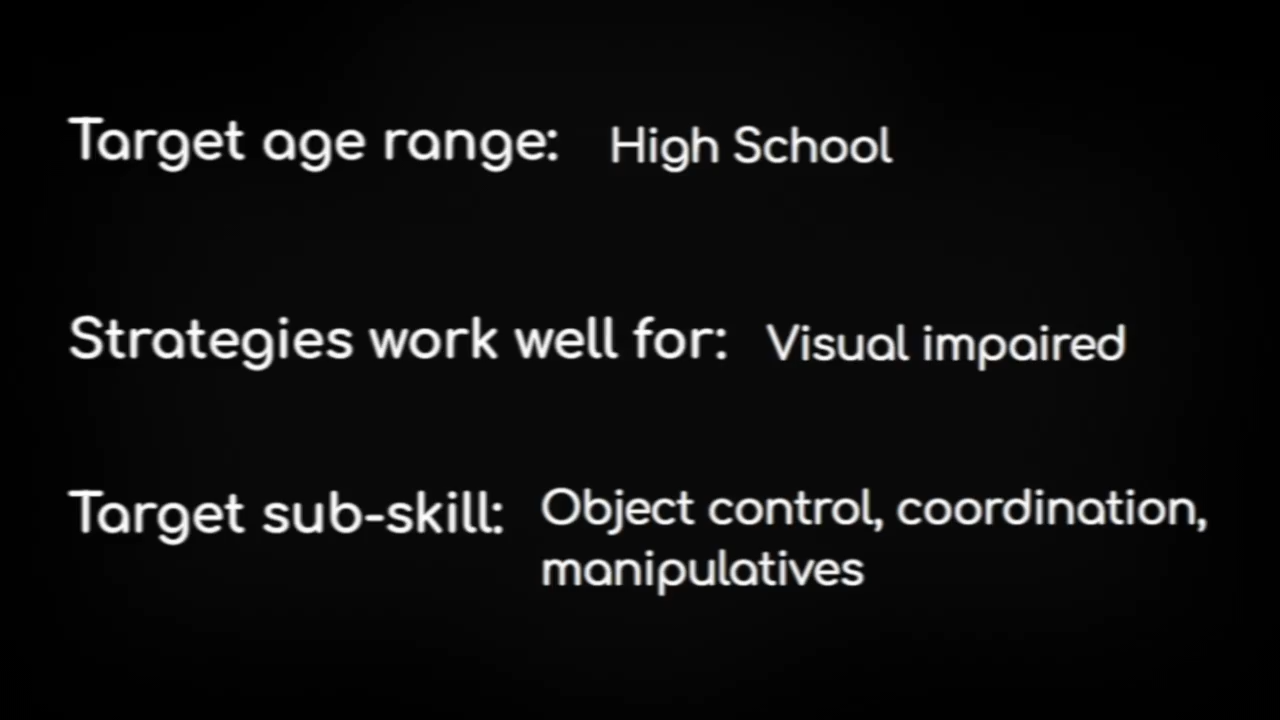 Target age range: High School
Strategies work well for: Visual impaired
Target sub-skill: Object control, coordination,
manipulatives